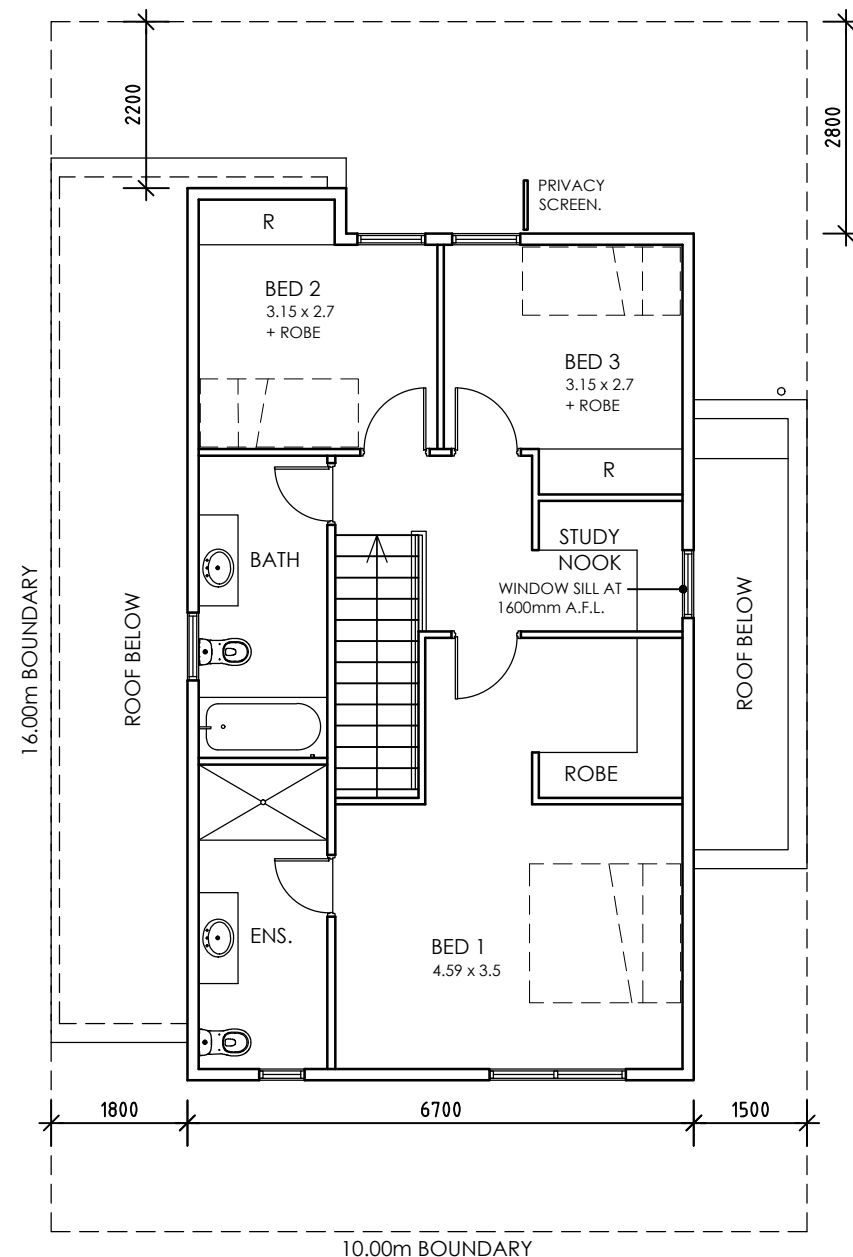 2200
2800
PRIVACY
SCREEN.
R
BED 2
3.15 x 2.7
+ ROBE
BED 3
3.15 x 2.7
+ ROBE
R
BATH
STUDY
NOOK
WINDOW SILL AT
1600mm A.F.L.
16.00m BOUNDARY
ROOF BELOW
ROOF BELOW
ROBE
ENS.
BED 1
4.59 x 3.5
1800
6700
1500
10.00m BOUNDARY